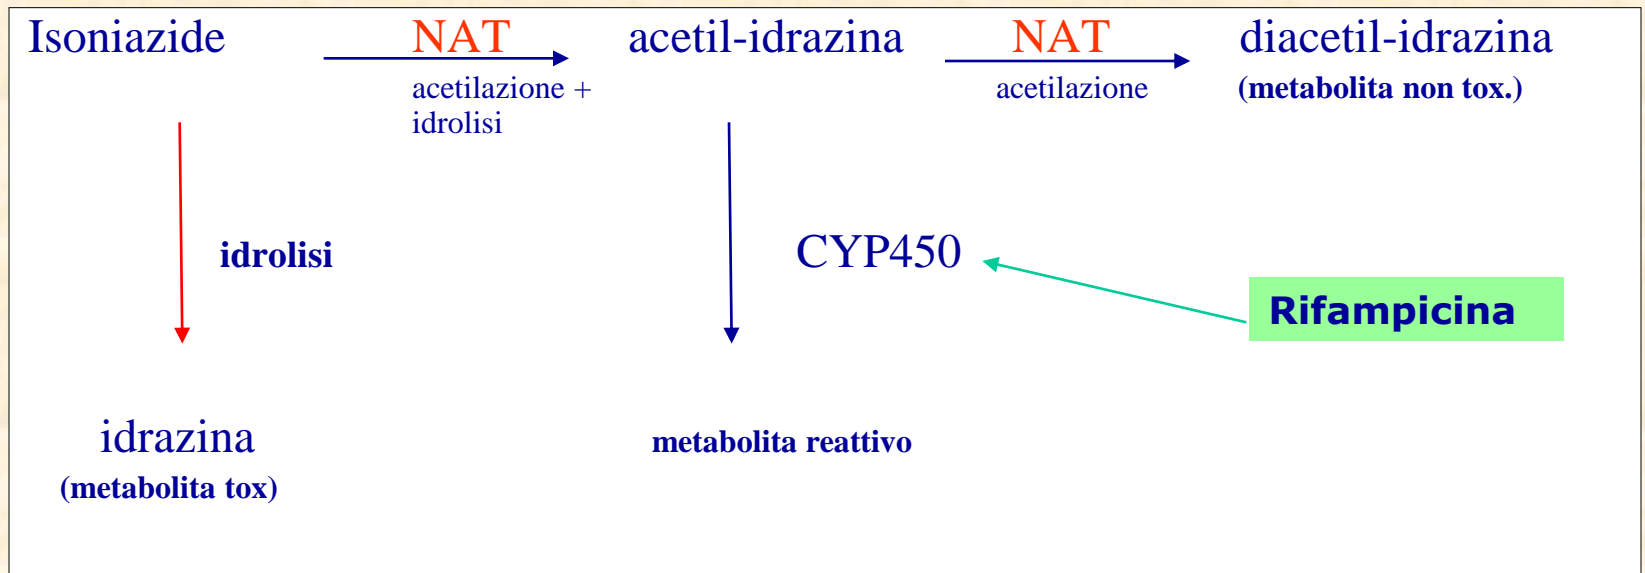 Isoniazide NAT acetil-idrazina NAT diacetil-idrazina
acetilazione + acetilazione (metabolita non tox.)
idrolisi
idrolisi CYP450
Rifampicina
idrazina metabolita reattivo
(metabolita tox)